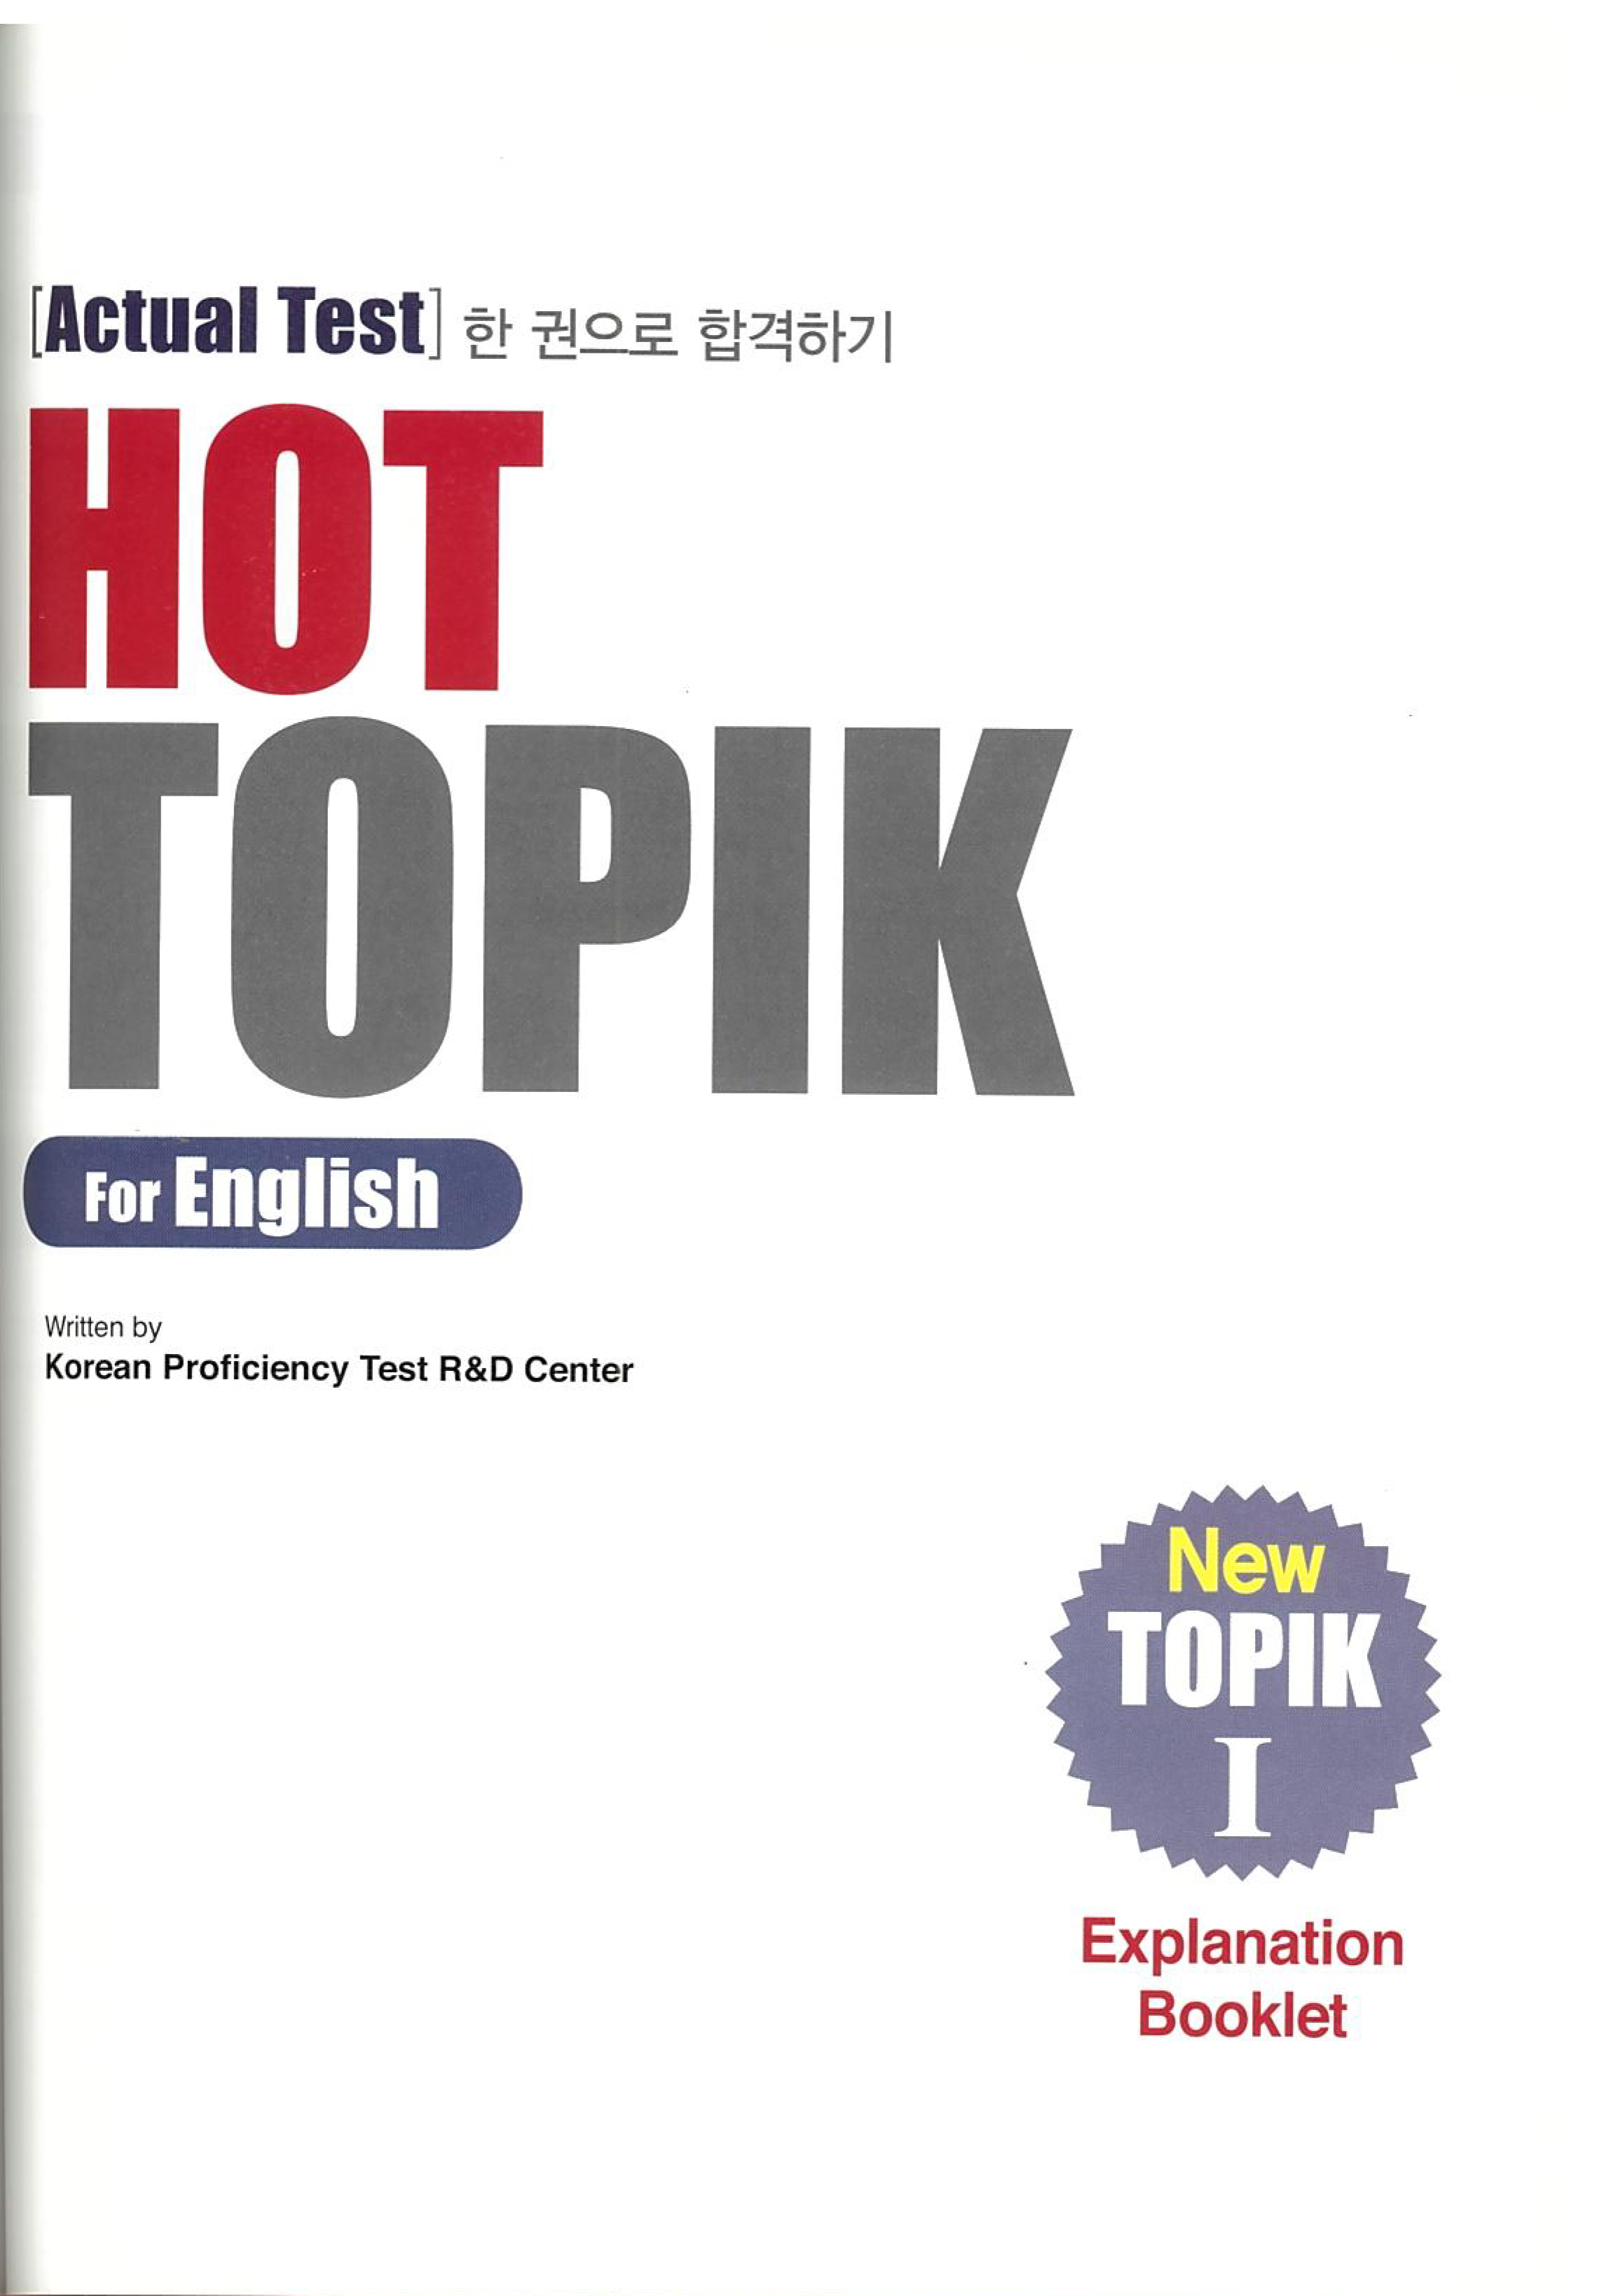 [Actual Test] 한 권으로 합격하기
HOT
TOPIK
For English
Written by
Korean Proficiency Test R&D Center
New
TOPIK
I
Explanation
Booklet